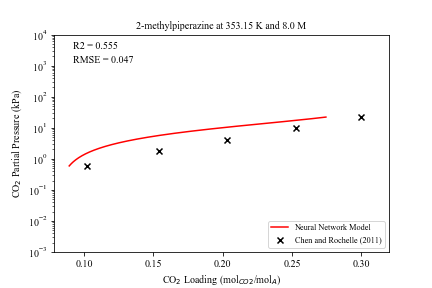 2-methylpiperazine at 353.15 K and 8.0 M
R2 = 0.555
RMSE = 0.047
10⁴
10³
10²
10¹
10⁰
10⁻¹
10⁻²
10⁻³
CO₂ Partial Pressure (kPa)
Neural Network Model
Chen and Rochelle (2011)
0.10 0.15 0.20 0.25 0.30
CO₂ Loading (mol_CO2/mol_A)